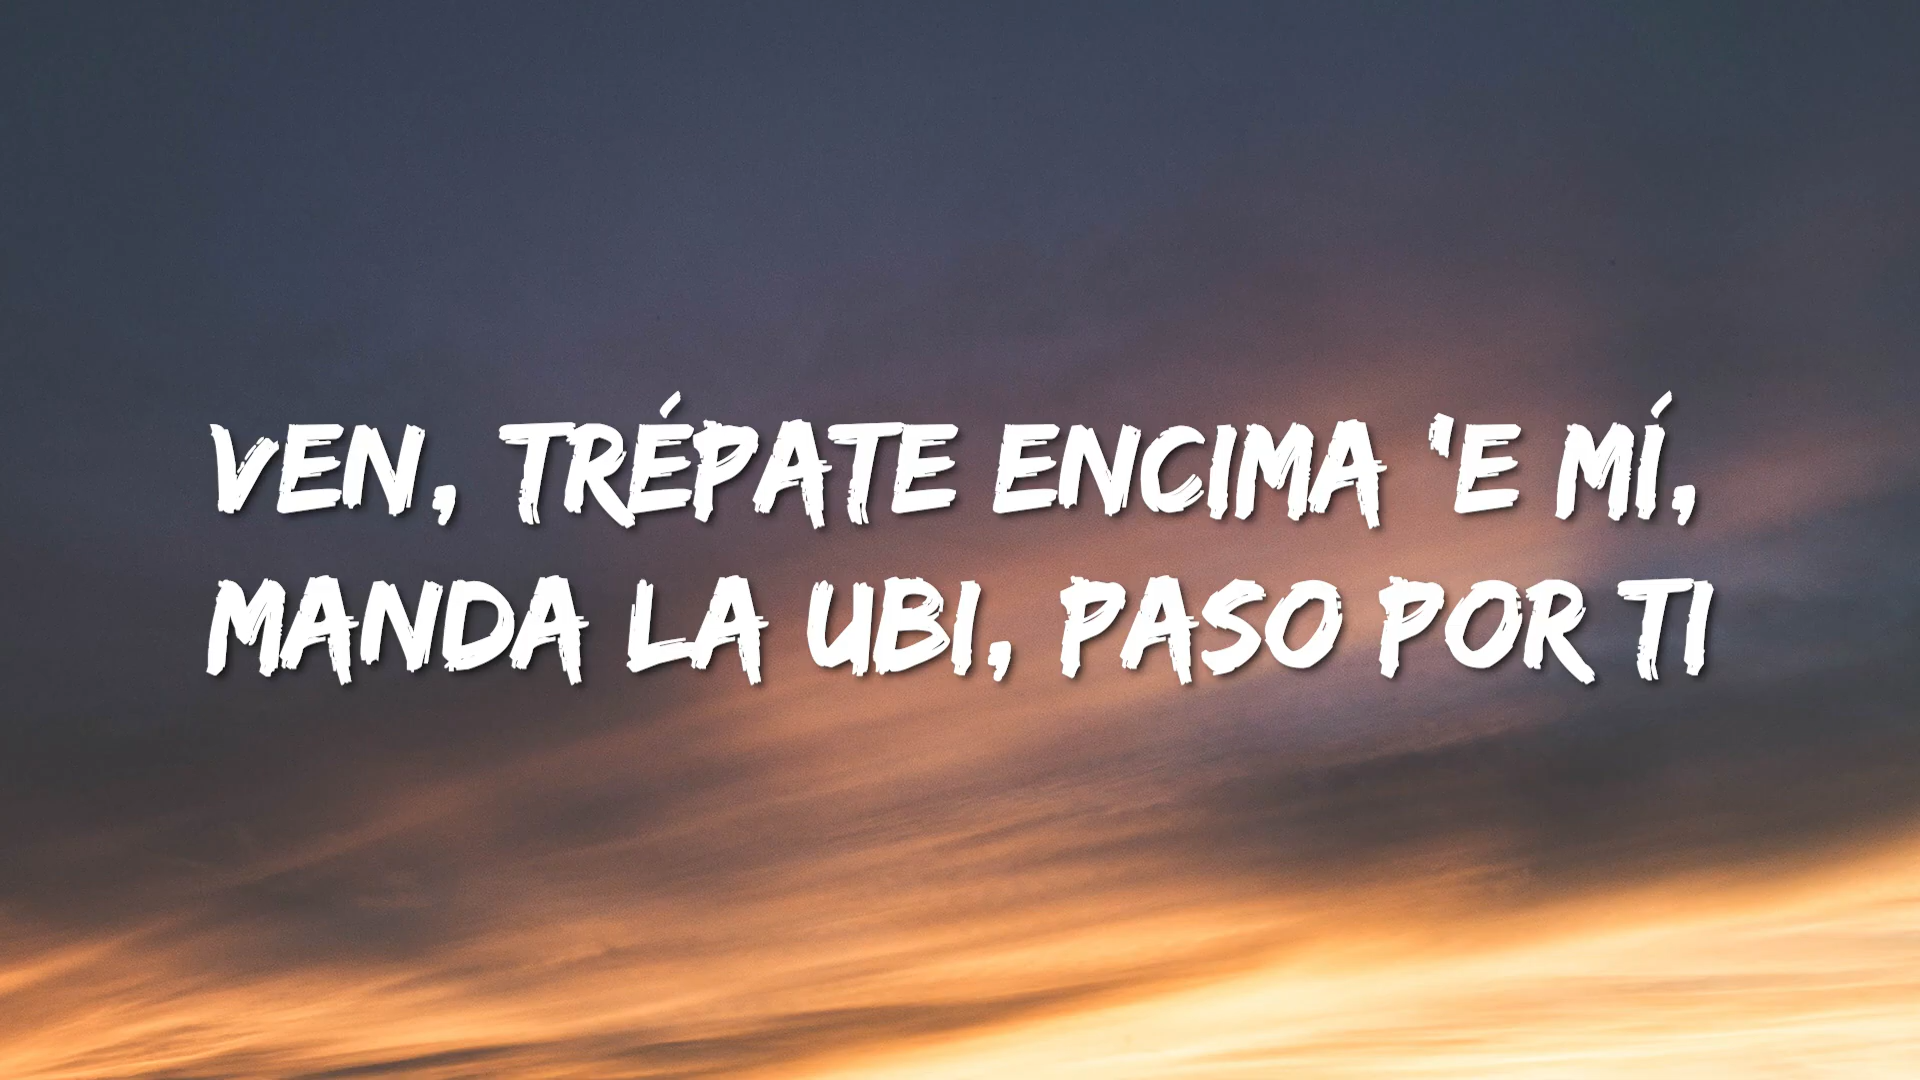 VEN, TRÉPATE ENCIMA 'E MÍ,
MANDA LA UBI, PASO POR TI